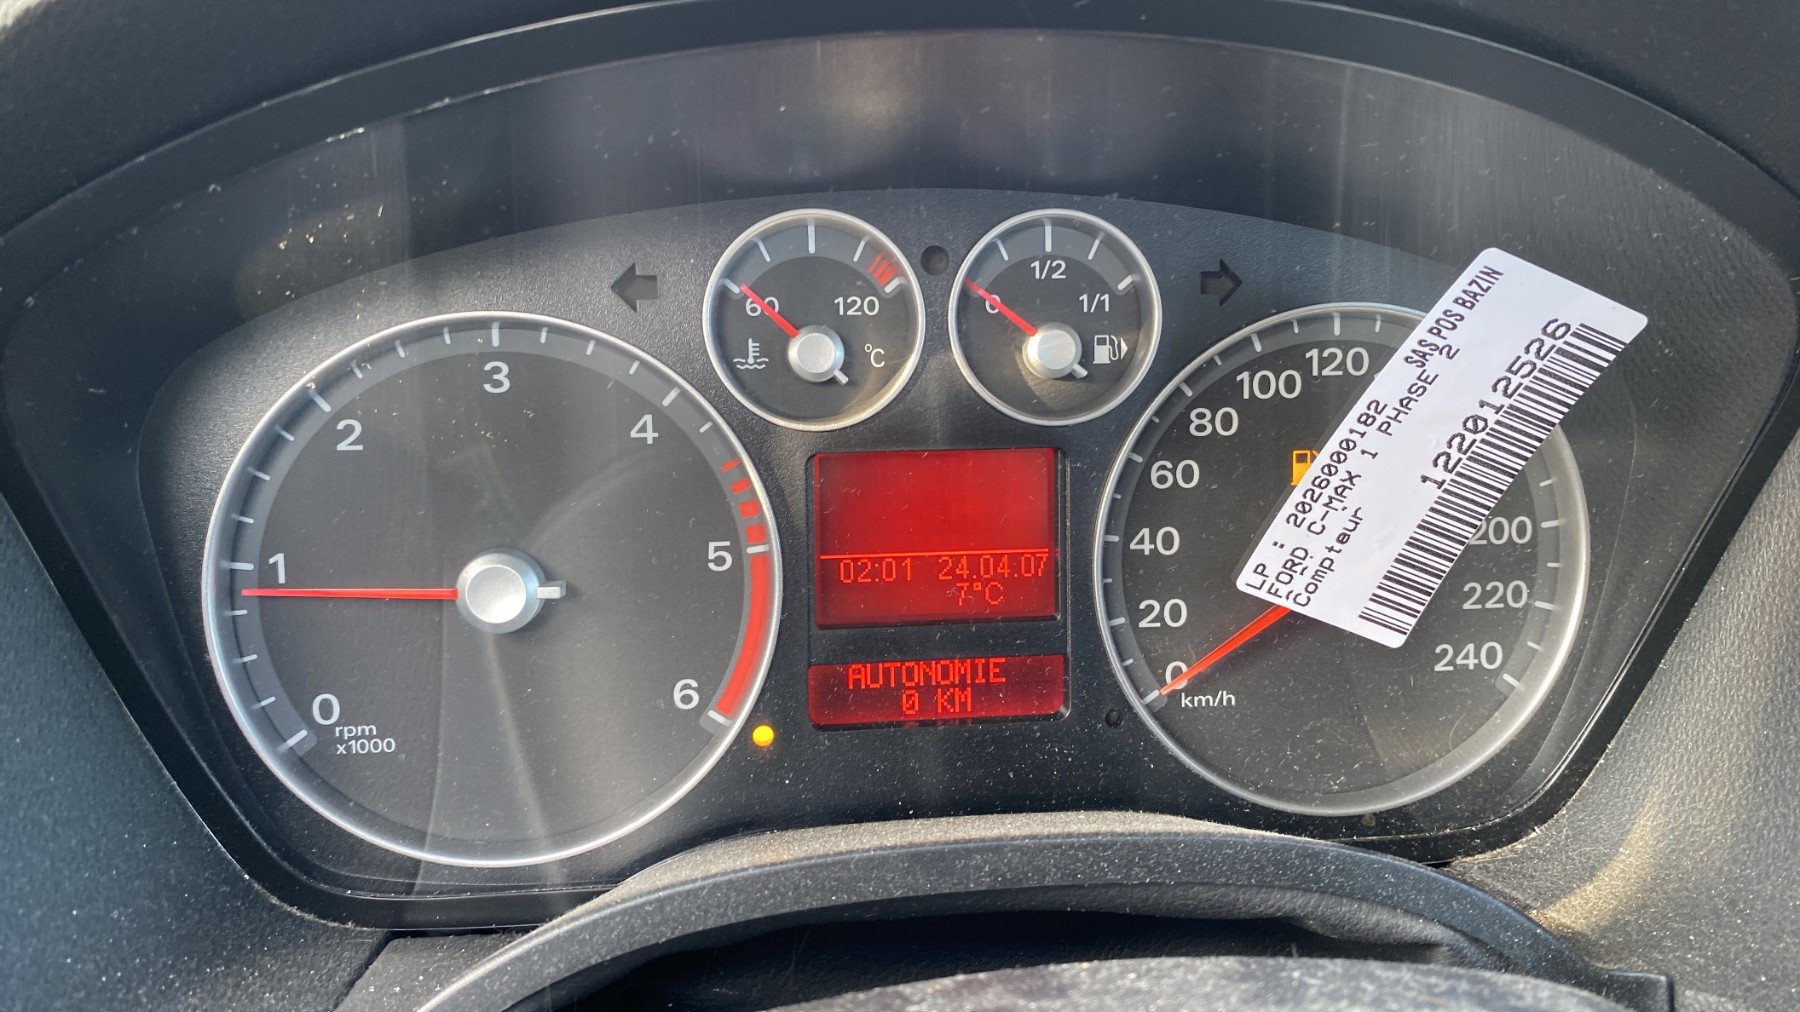 60
120
°C
0
1/2
1/1
0
1
2
3
4
5
6
rpm
x1000
02:01 24.04.07
7°C
AUTONOMIE
0 KM
0
20
40
60
80
100
120
200
220
240
km/h
SAS POS BAZIN
LP : 2026000182
FORD C-MAX 1 PHASE 2
Compteur
122012526